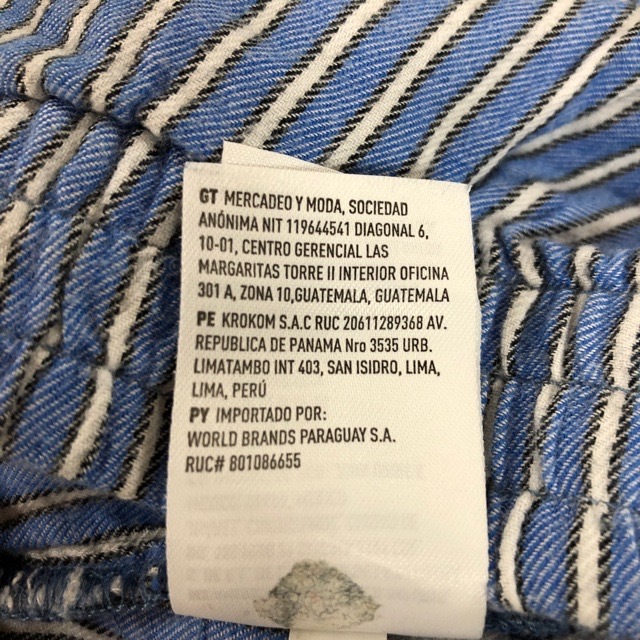 GT MERCADEO Y MODA, SOCIEDAD
ANÓNIMA NIT 119644541 DIAGONAL 6,
10-01, CENTRO GERENCIAL LAS
MARGARITAS TORRE II INTERIOR OFICINA
301 A, ZONA 10,GUATEMALA, GUATEMALA
PE KROKOM S.A.C RUC 20611289368 AV.
REPUBLICA DE PANAMA Nro 3535 URB.
LIMATAMBO INT 403, SAN ISIDRO, LIMA,
LIMA, PERÚ
PY IMPORTADO POR:
WORLD BRANDS PARAGUAY S.A.
RUC# 801086655